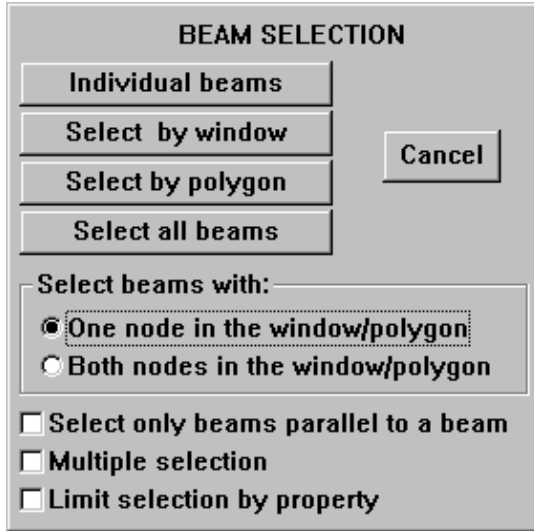 BEAM SELECTION
Individual beams
Select by window
Cancel
Select by polygon
Select all beams
Select beams with:
One node in the window/polygon
Both nodes in the window/polygon
Select only beams parallel to a beam
Multiple selection
Limit selection by property